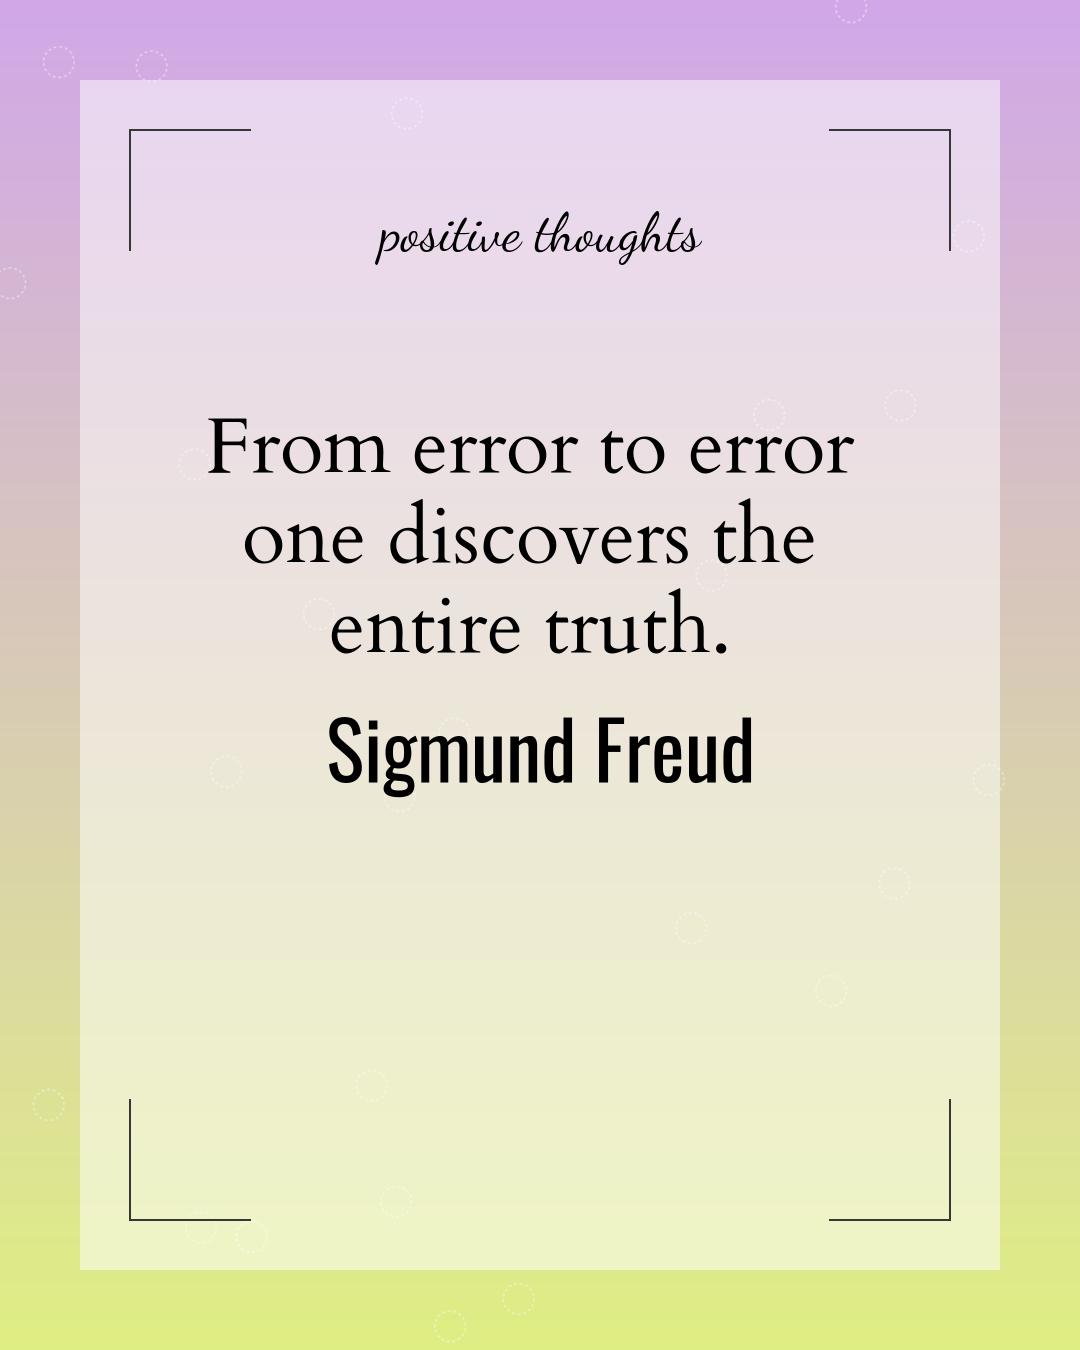 positive thoughts
From error to error
one discovers the
entire truth.
Sigmund Freud